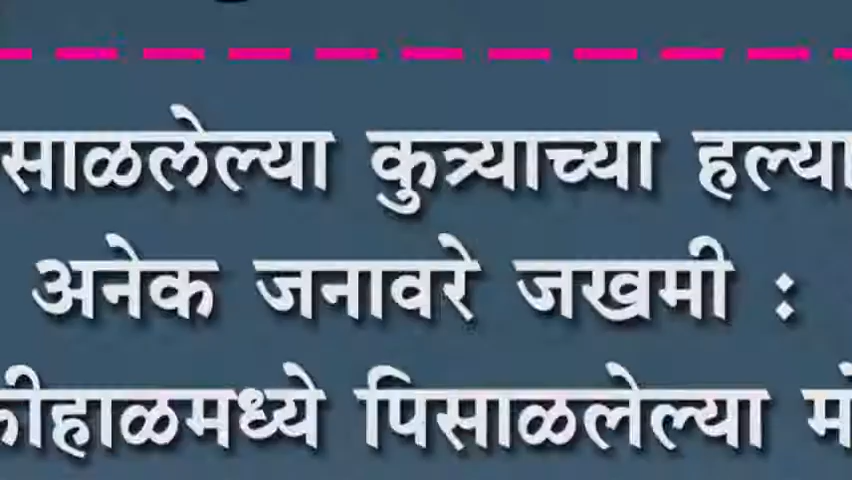 साळलेल्या कुत्र्याच्या हल्या
अनेक जनावरे जखमी :
हाळमध्ये पिसाळलेल्या